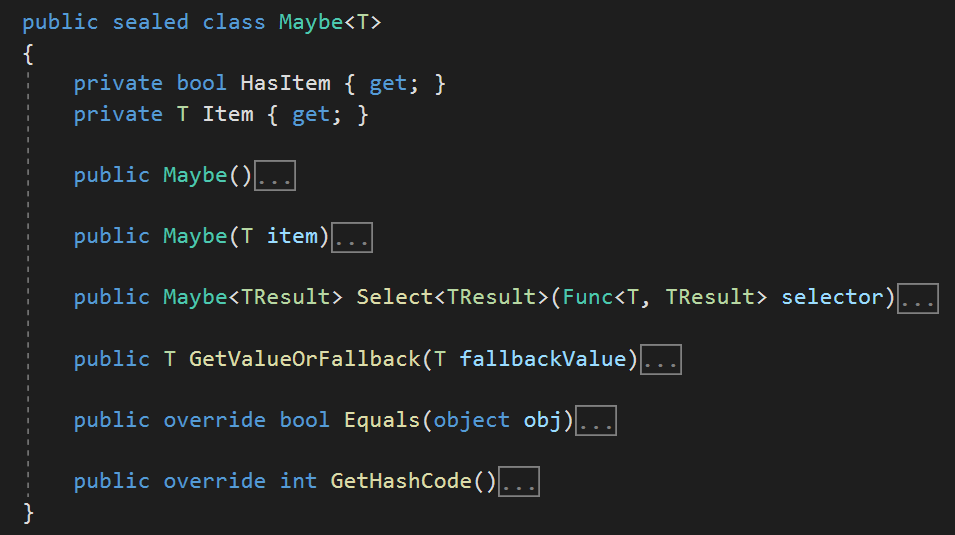 public sealed class Maybe<T>
{
private bool HasItem { get; }
private T Item { get; }
public Maybe()...
public Maybe(T item)...
public Maybe<TResult> Select<TResult>(Func<T, TResult> selector)...
public T GetValueOrFallback(T fallbackValue)...
public override bool Equals(object obj)...
public override int GetHashCode()...
}